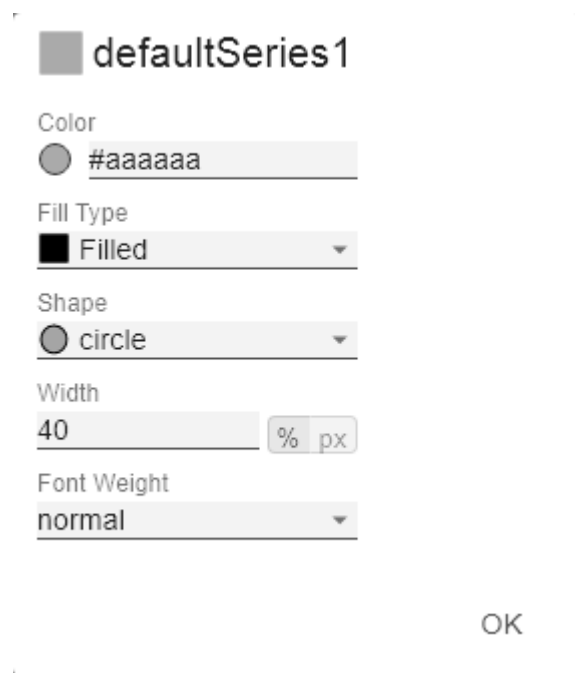 defaultSeries1
Color
#aaaaaa
Fill Type
Filled
Shape
circle
Width
40 % px
Font Weight
normal
OK